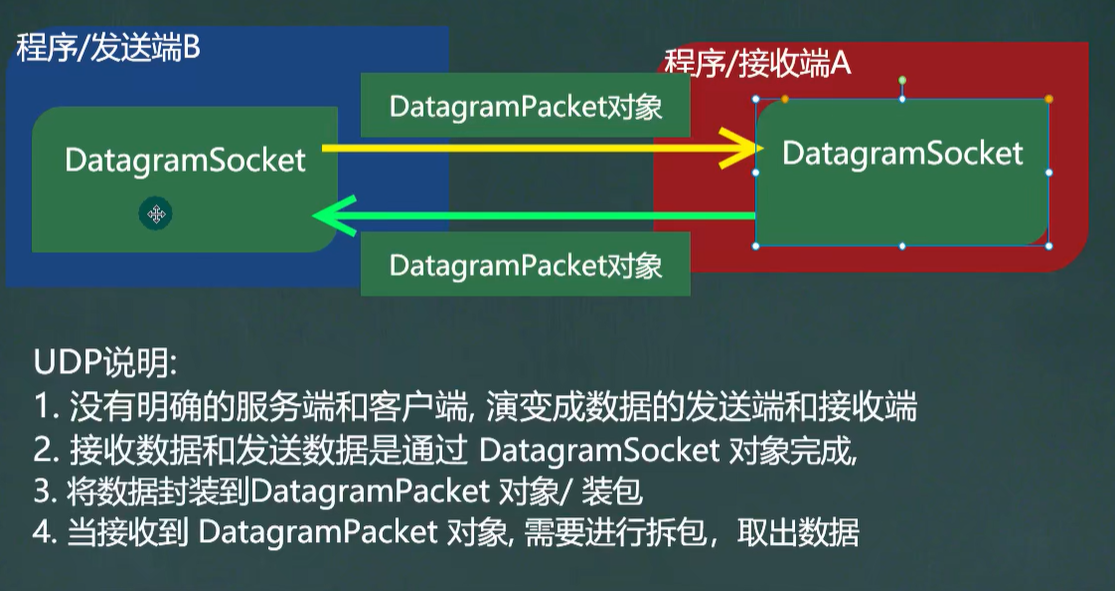 程序/发送端B
程序/接收端A
DatagramPacket对象
DatagramSocket
DatagramSocket
DatagramPacket对象
UDP说明:
1. 没有明确的服务端和客户端, 演变成数据的发送端和接收端
2. 接收数据和发送数据是通过 DatagramSocket 对象完成,
3. 将数据封装到DatagramPacket 对象/ 装包
4. 当接收到 DatagramPacket 对象, 需要进行拆包，取出数据